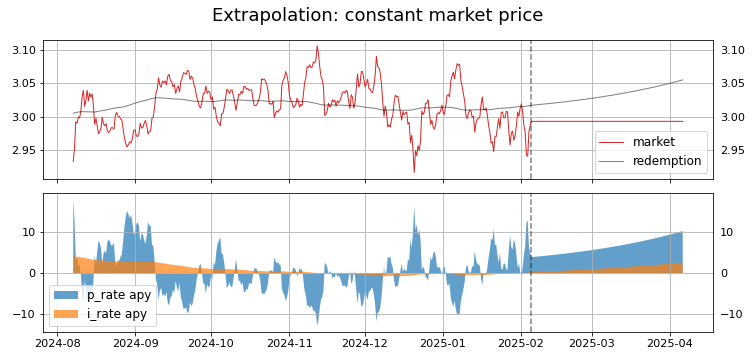 Extrapolation: constant market price
3.10 3.10
3.05 3.05
3.00 3.00
2.95 2.95
market
redemption
10 10
0 0
−10 −10
p_rate apy
i_rate apy
2024-08 2024-09 2024-10 2024-11 2024-12 2025-01 2025-02 2025-03 2025-04